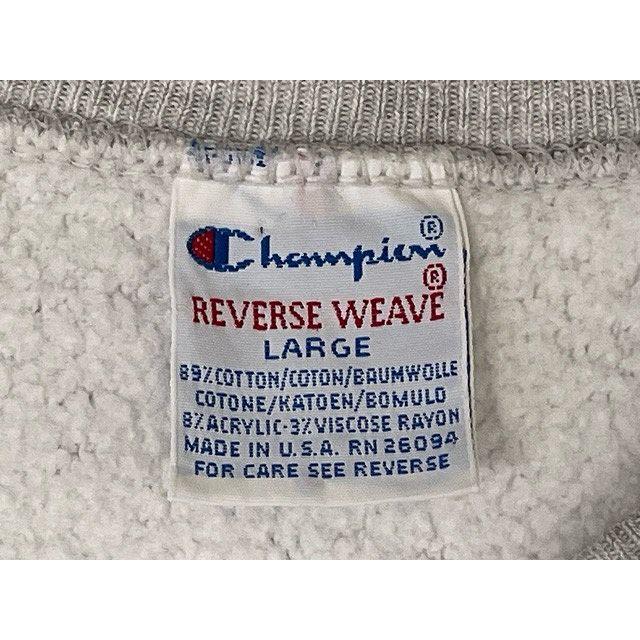 Champion®
REVERSE WEAVE®
LARGE
89% COTTON/COTON/BAUMWOLLE
COTONE/KATOEN/BOMULD
8% ACRYLIC-3% VISCOSE RAYON
MADE IN U.S.A. RN 26094
FOR CARE SEE REVERSE